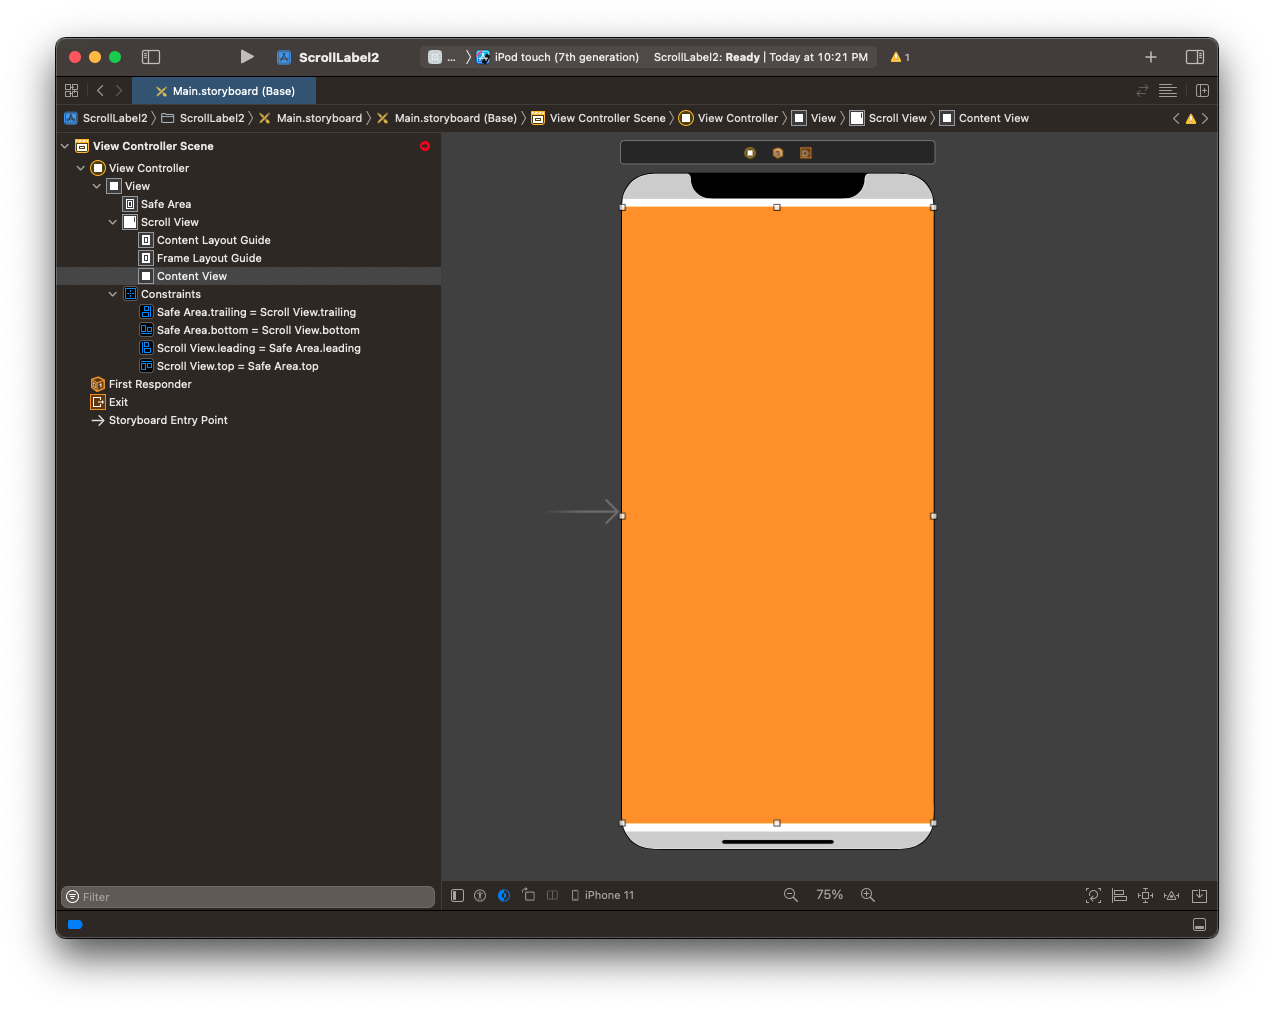 ScrollLabel2
... iPod touch (7th generation) ScrollLabel2: Ready | Today at 10:21 PM 1
Main.storyboard (Base)
ScrollLabel2 ScrollLabel2 Main.storyboard Main.storyboard (Base) View Controller Scene View Controller View Scroll View Content View
View Controller Scene
View Controller
View
Safe Area
Scroll View
Content Layout Guide
Frame Layout Guide
Content View
Constraints
Safe Area.trailing = Scroll View.trailing
Safe Area.bottom = Scroll View.bottom
Scroll View.leading = Safe Area.leading
Scroll View.top = Safe Area.top
First Responder
Exit
Storyboard Entry Point
Filter
iPhone 11
75%